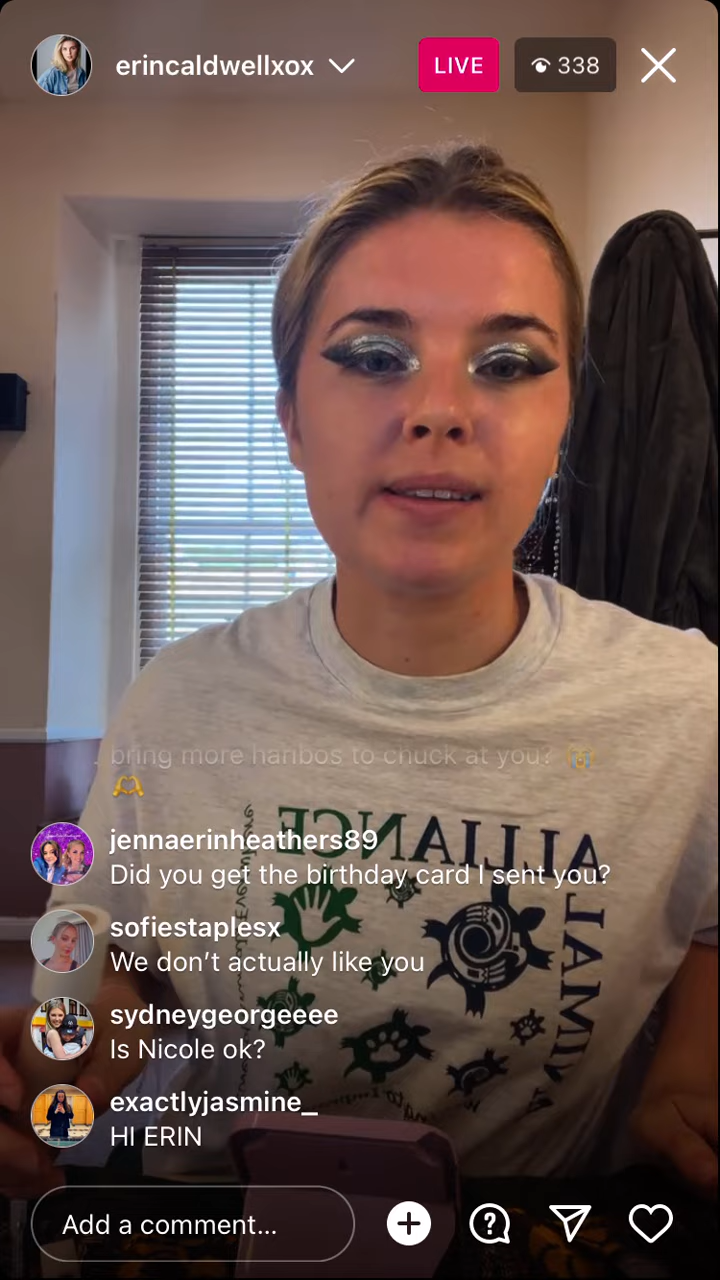 erincaldwellxox
LIVE
338
bring more haribos to chuck at you? 😭
🫶
jennaerinheathers89
Did you get the birthday card I sent you?
sofiestaplesx
We don't actually like you
sydneygeorgeeee
Is Nicole ok?
exactlyjasmine_
HI ERIN
ALLIANCE
Add a comment...